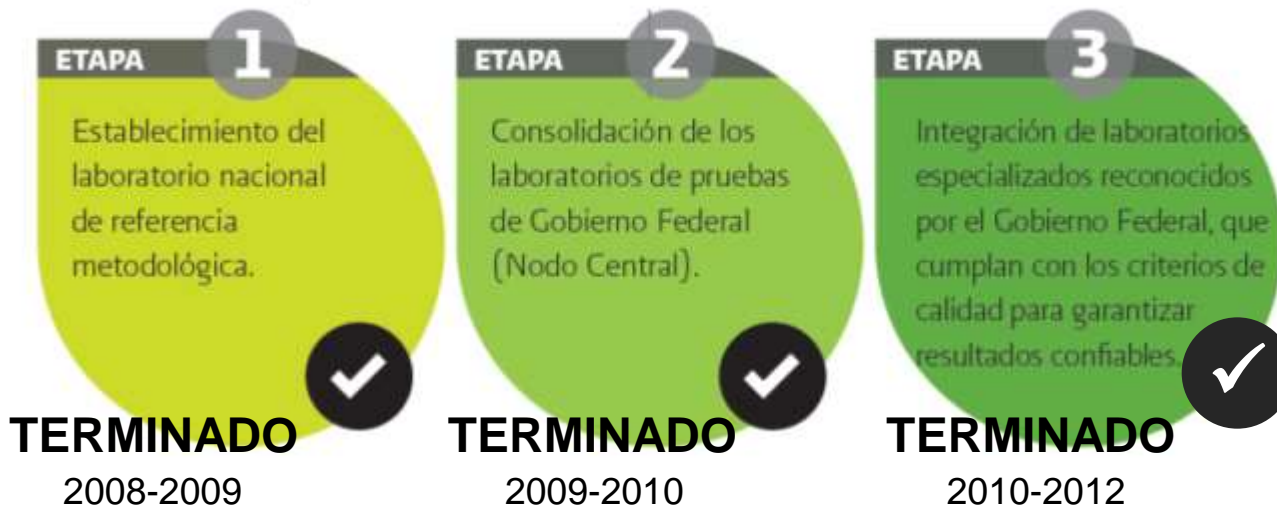 ETAPA 1
Establecimiento del
laboratorio nacional
de referencia
metodológica.
TERMINADO
2008-2009
ETAPA 2
Consolidación de los
laboratorios de pruebas
de Gobierno Federal
(Nodo Central).
TERMINADO
2009-2010
ETAPA 3
Integración de laboratorios
especializados reconocidos
por el Gobierno Federal, que
cumplan con los criterios de
calidad para garantizar
resultados confiables.
TERMINADO
2010-2012